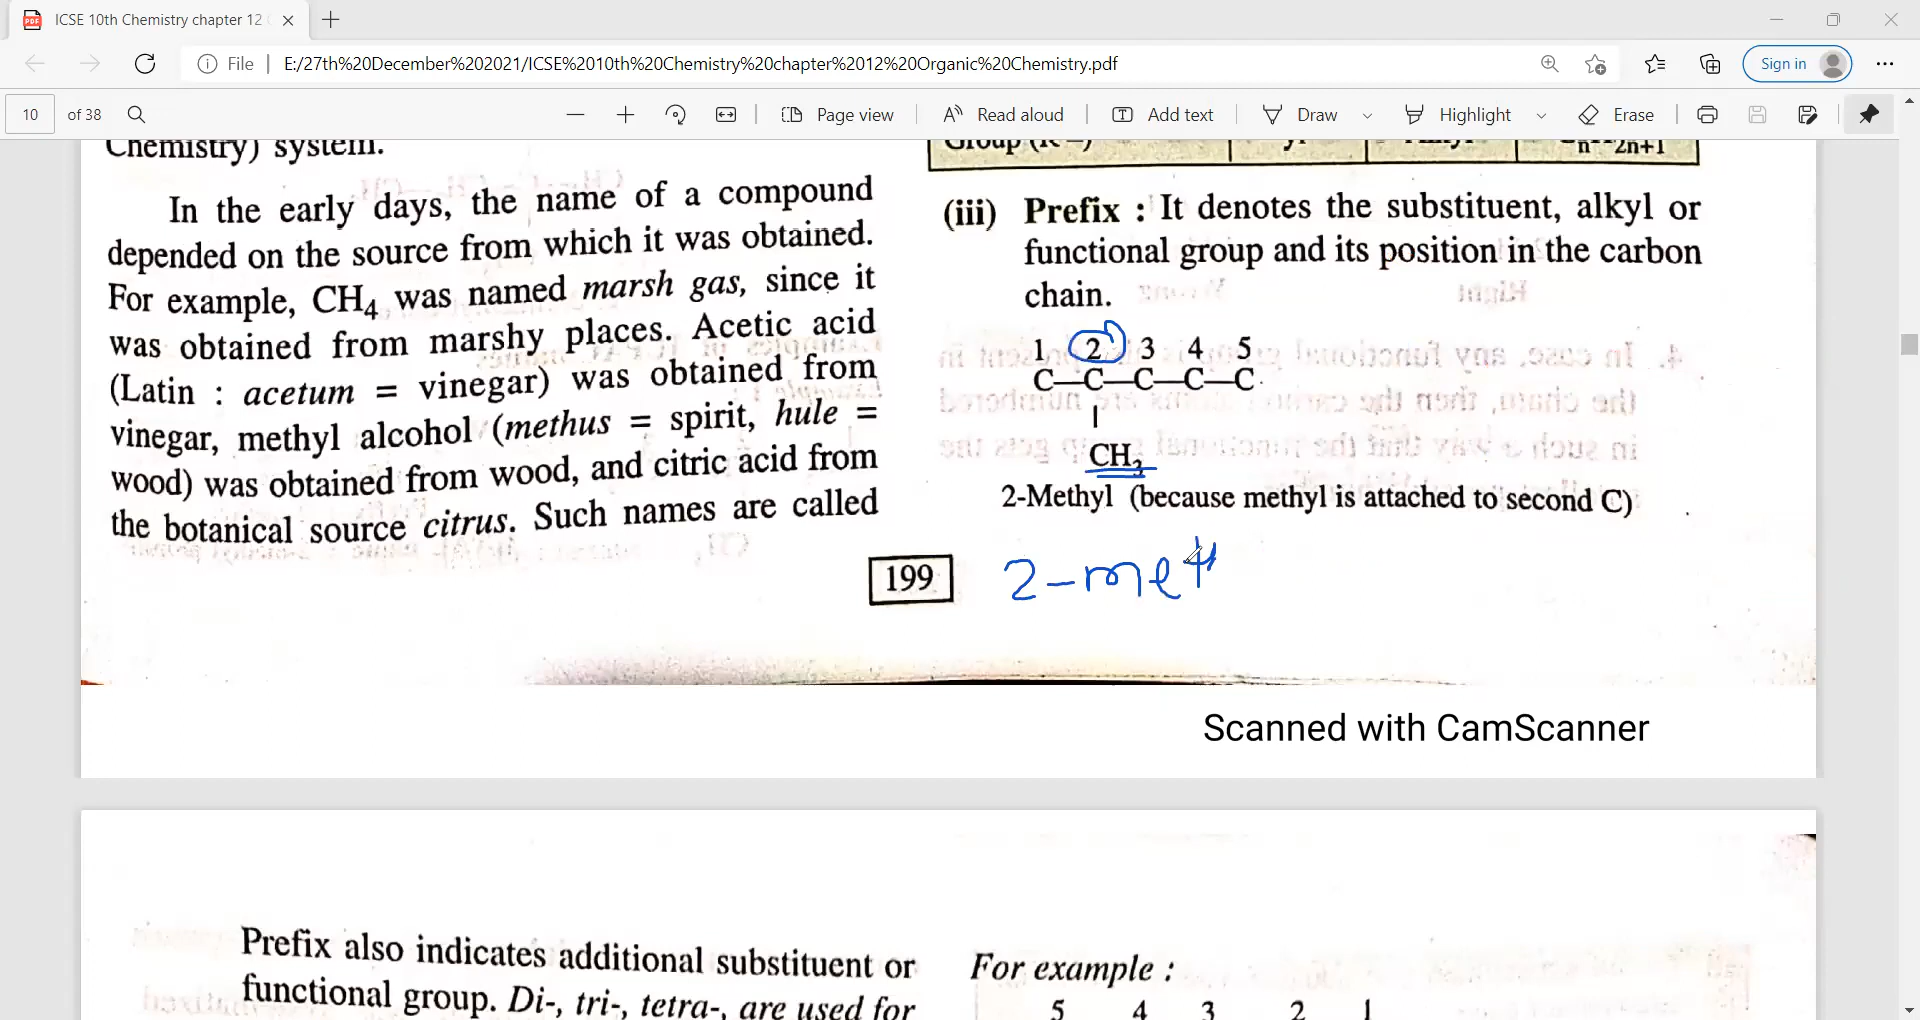 ICSE 10th Chemistry chapter 12
File E:/27th%20December%202021/ICSE%2010th%20Chemistry%20chapter%2012%20Organic%20Chemistry.pdf
Sign in
10 of 38
Page view Read aloud Add text Draw Highlight Erase
Chemistry) system.
In the early days, the name of a compound
depended on the source from which it was obtained.
For example, CH4 was named marsh gas, since it
was obtained from marshy places. Acetic acid
(Latin : acetum = vinegar) was obtained from
vinegar, methyl alcohol (methus = spirit, hule =
wood) was obtained from wood, and citric acid from
the botanical source citrus. Such names are called
199
n 2n+1
(iii) Prefix : It denotes the substituent, alkyl or
functional group and its position in the carbon
chain.
1 2 3 4 5
C—C—C—C—C
CH3
2-Methyl (because methyl is attached to second C)
2-meth
Scanned with CamScanner
Prefix also indicates additional substituent or
functional group. Di-, tri-, tetra-, are used for
For example :
5 4 3 2 1